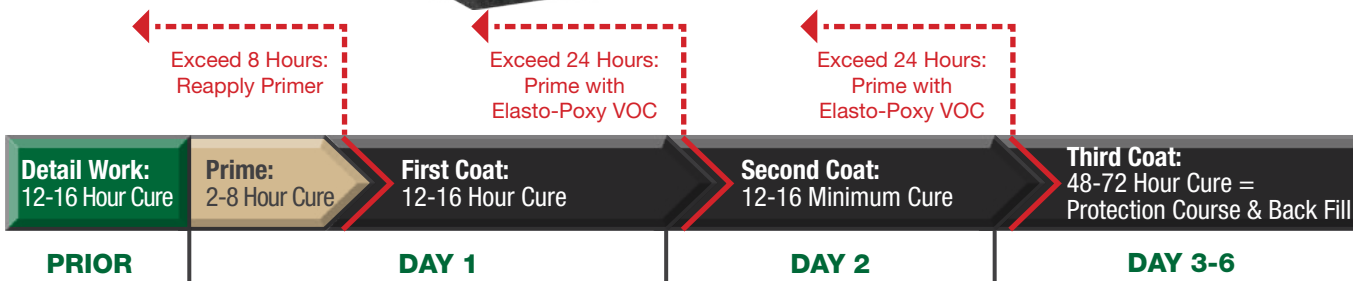 Exceed 8 Hours:
Reapply Primer
Exceed 24 Hours:
Prime with
Elasto-Poxy VOC
Exceed 24 Hours:
Prime with
Elasto-Poxy VOC
Detail Work:
12-16 Hour Cure
Prime:
2-8 Hour Cure
First Coat:
12-16 Hour Cure
Second Coat:
12-16 Minimum Cure
Third Coat:
48-72 Hour Cure =
Protection Course & Back Fill
PRIOR
DAY 1
DAY 2
DAY 3-6